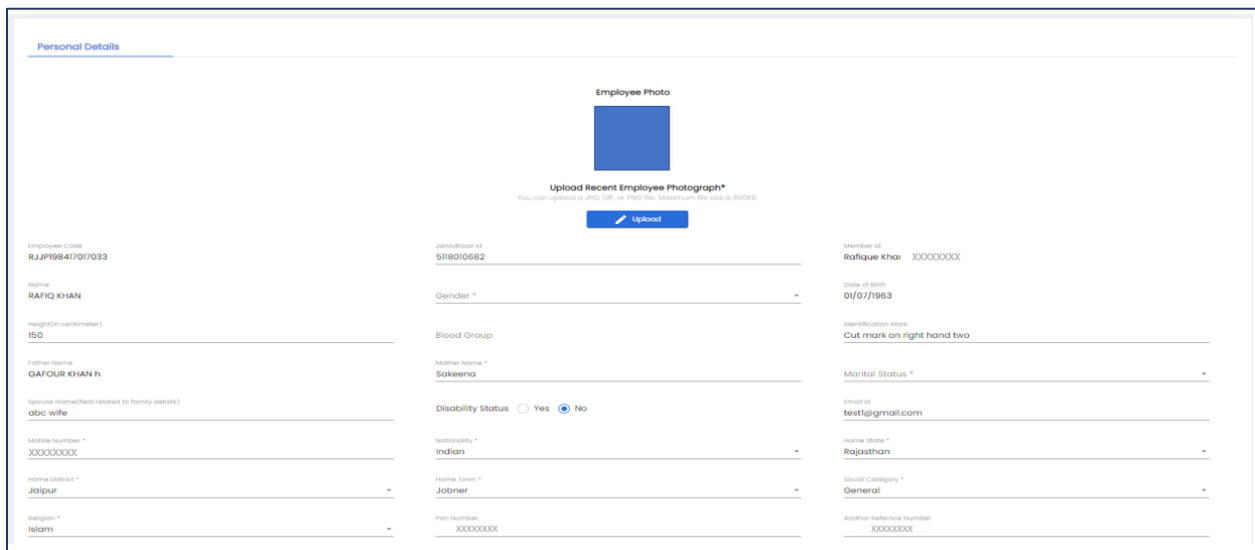 Personal Details
Employee Photo
Upload Recent Employee Photograph*
You can upload is JPG, GIF, or PNG file. Maximum file size is 500KB.
Upload
Employee Code Janadhaar Id Member Id
RJJP198417017033 5118010682 Rafique Khar XXXXXXXX
Name Date of Birth
RAFIQ KHAN Gender * 01/07/1963
Height(in centimeter) Identification Mark
150 Blood Group Cut mark on right hand two
Father Name Mother Name *
GAFOUR KHAN h Sakeena Marital Status *
Spouse Name(field related to family details) Email Id
abc wife Disability Status Yes No test1@gmail.com
Mobile Number * Nationality * Home State *
XXXXXXXX Indian Rajasthan
Home District * Home Town * Social Category *
Jaipur Jobner General
Religion * Pan Number Aadhar Refernce Number
Islam XXXXXXXX XXXXXXXX